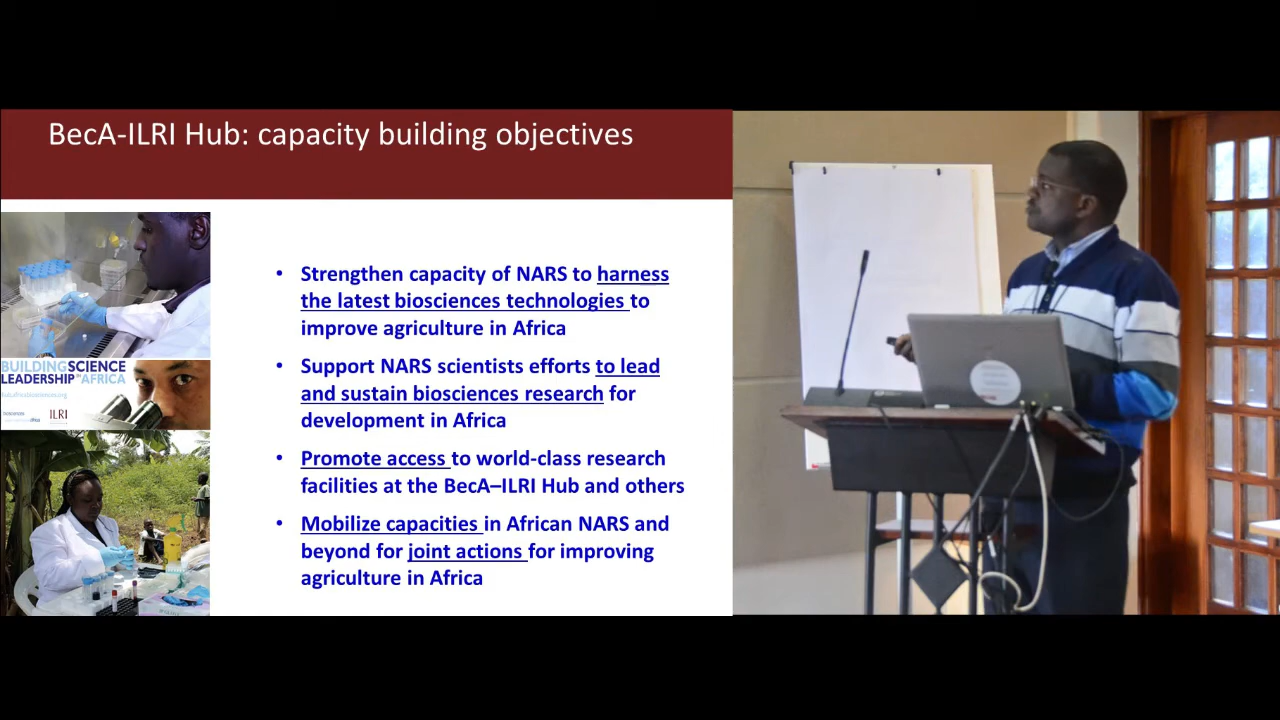 BecA-ILRI Hub: capacity building objectives
BUILDINGSCIENCE
LEADERSHIP IN AFRICA
ILRI
• Strengthen capacity of NARS to harness
the latest biosciences technologies to
improve agriculture in Africa
• Support NARS scientists efforts to lead
and sustain biosciences research for
development in Africa
• Promote access to world-class research
facilities at the BecA–ILRI Hub and others
• Mobilize capacities in African NARS and
beyond for joint actions for improving
agriculture in Africa